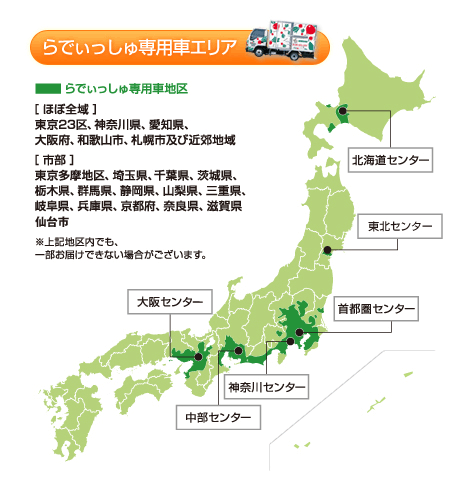 らでぃっしゅ専用車エリア
らでぃっしゅ専用車地区
[ ほぼ全域 ]
東京23区、神奈川県、愛知県、
大阪府、和歌山市、札幌市及び近郊地域
[ 市部 ]
東京多摩地区、埼玉県、千葉県、茨城県、
栃木県、群馬県、静岡県、山梨県、三重県、
岐阜県、兵庫県、京都府、奈良県、滋賀県
仙台市
※上記地区内でも、
一部お届けできない場合がございます。
北海道センター
東北センター
大阪センター
首都圏センター
神奈川センター
中部センター